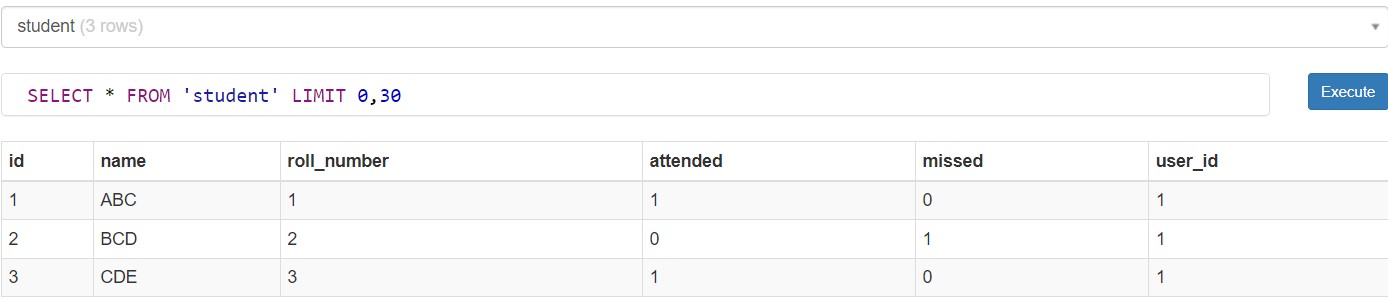 student (3 rows)
SELECT * FROM 'student' LIMIT 0,30
Execute
id name roll_number attended missed user_id
1 ABC 1 1 0 1
2 BCD 2 0 1 1
3 CDE 3 1 0 1